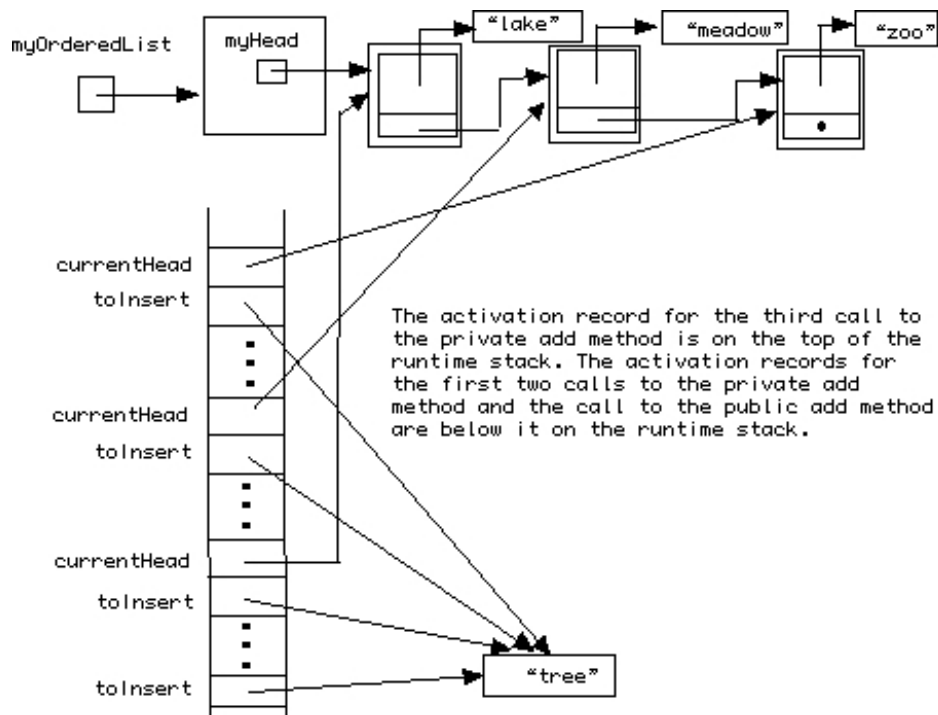 “lake”
“meadow”
“zoo”
myOrderedList
myHead
currentHead
toInsert
The activation record for the third call to
the private add method is on the top of the
runtime stack. The activation records for
the first two calls to the private add
method and the call to the public add method
are below it on the runtime stack.
currentHead
toInsert
currentHead
toInsert
toInsert
“tree”